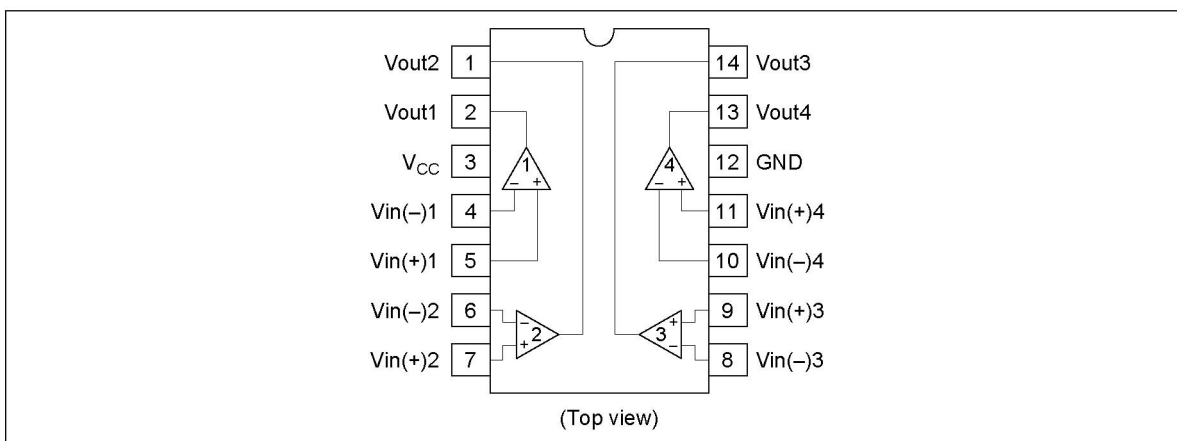 Vout2 1 14 Vout3
Vout1 2 13 Vout4
VCC 3 1 4 12 GND
– + – +
Vin(–)1 4 11 Vin(+)4
Vin(+)1 5 10 Vin(–)4
Vin(–)2 6 – + 9 Vin(+)3
2 3
Vin(+)2 7 + – 8 Vin(–)3
(Top view)